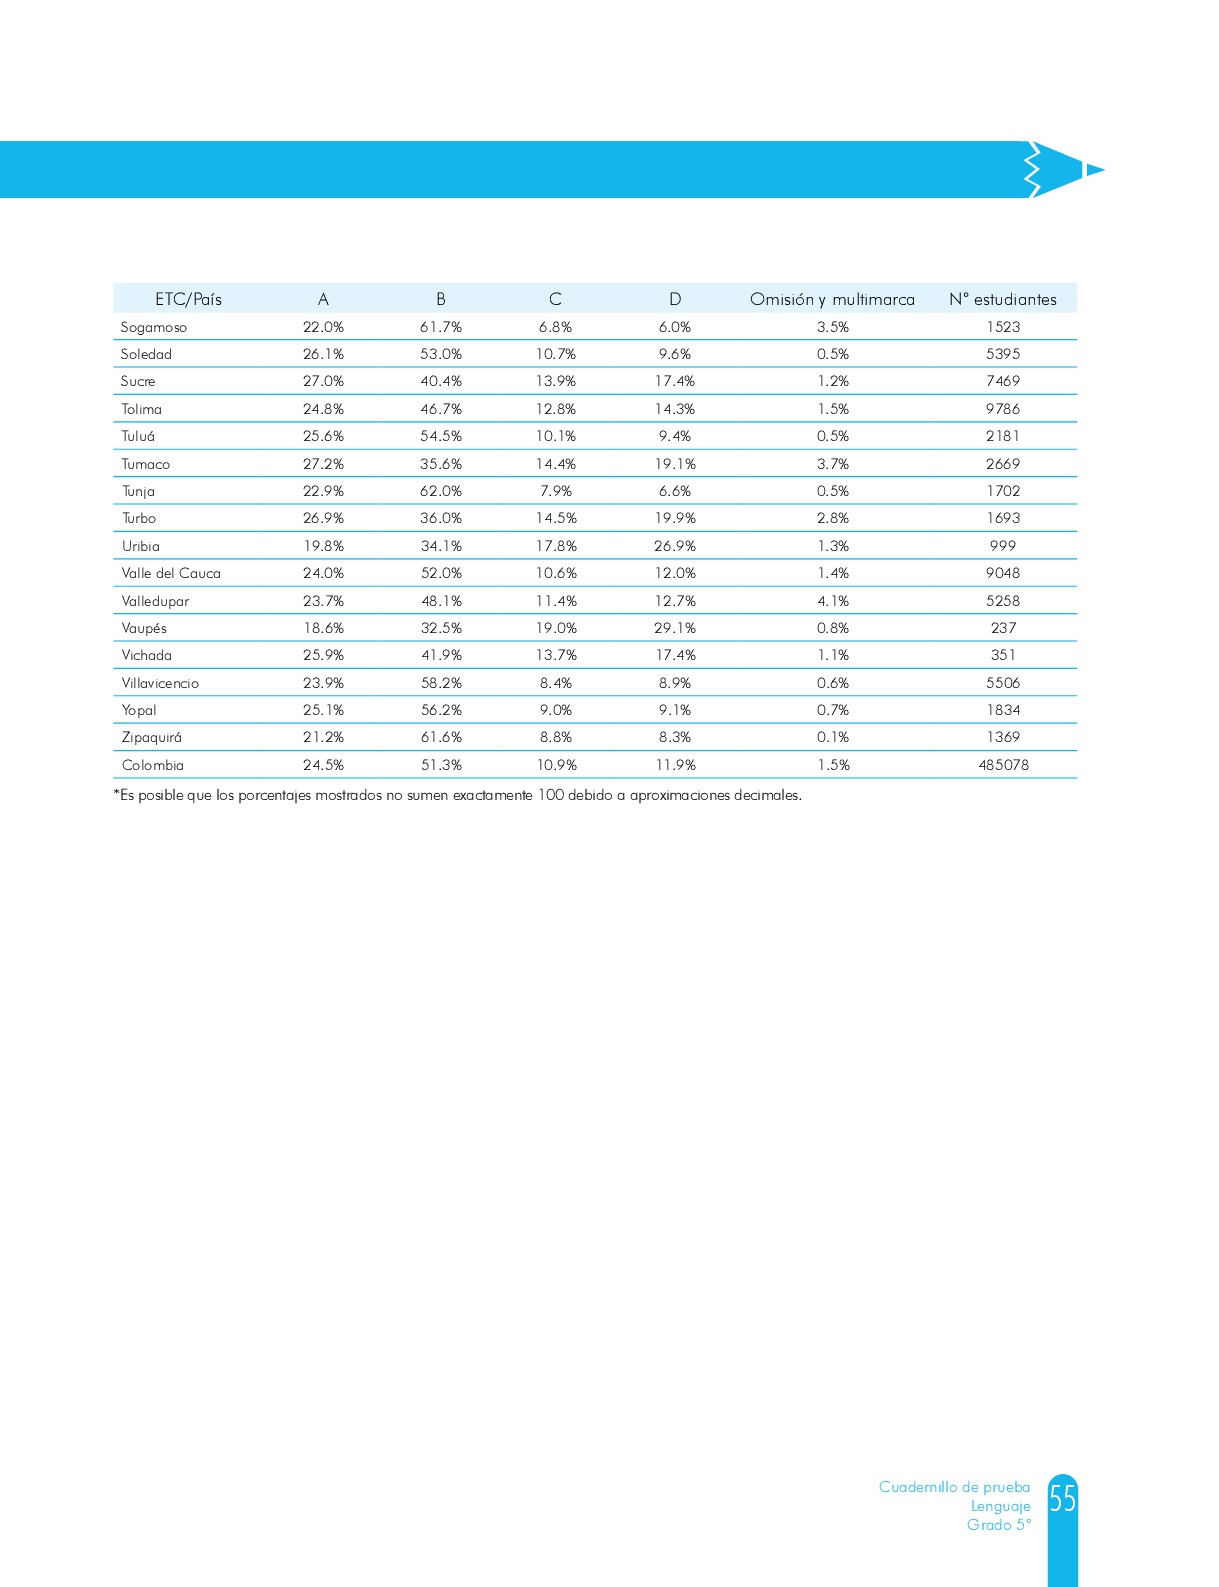 ETC/País A B C D Omisión y multimarca N° estudiantes
Sogamoso 22.0% 61.7% 6.8% 6.0% 3.5% 1523
Soledad 26.1% 53.0% 10.7% 9.6% 0.5% 5395
Sucre 27.0% 40.4% 13.9% 17.4% 1.2% 7469
Tolima 24.8% 46.7% 12.8% 14.3% 1.5% 9786
Tuluá 25.6% 54.5% 10.1% 9.4% 0.5% 2181
Tumaco 27.2% 35.6% 14.4% 19.1% 3.7% 2669
Tunja 22.9% 62.0% 7.9% 6.6% 0.5% 1702
Turbo 26.9% 36.0% 14.5% 19.9% 2.8% 1693
Uribia 19.8% 34.1% 17.8% 26.9% 1.3% 999
Valle del Cauca 24.0% 52.0% 10.6% 12.0% 1.4% 9048
Valledupar 23.7% 48.1% 11.4% 12.7% 4.1% 5258
Vaupés 18.6% 32.5% 19.0% 29.1% 0.8% 237
Vichada 25.9% 41.9% 13.7% 17.4% 1.1% 351
Villavicencio 23.9% 58.2% 8.4% 8.9% 0.6% 5506
Yopal 25.1% 56.2% 9.0% 9.1% 0.7% 1834
Zipaquirá 21.2% 61.6% 8.8% 8.3% 0.1% 1369
Colombia 24.5% 51.3% 10.9% 11.9% 1.5% 485078
*Es posible que los porcentajes mostrados no sumen exactamente 100 debido a aproximaciones decimales.
Cuadernillo de prueba
Lenguaje
Grado 5°
55